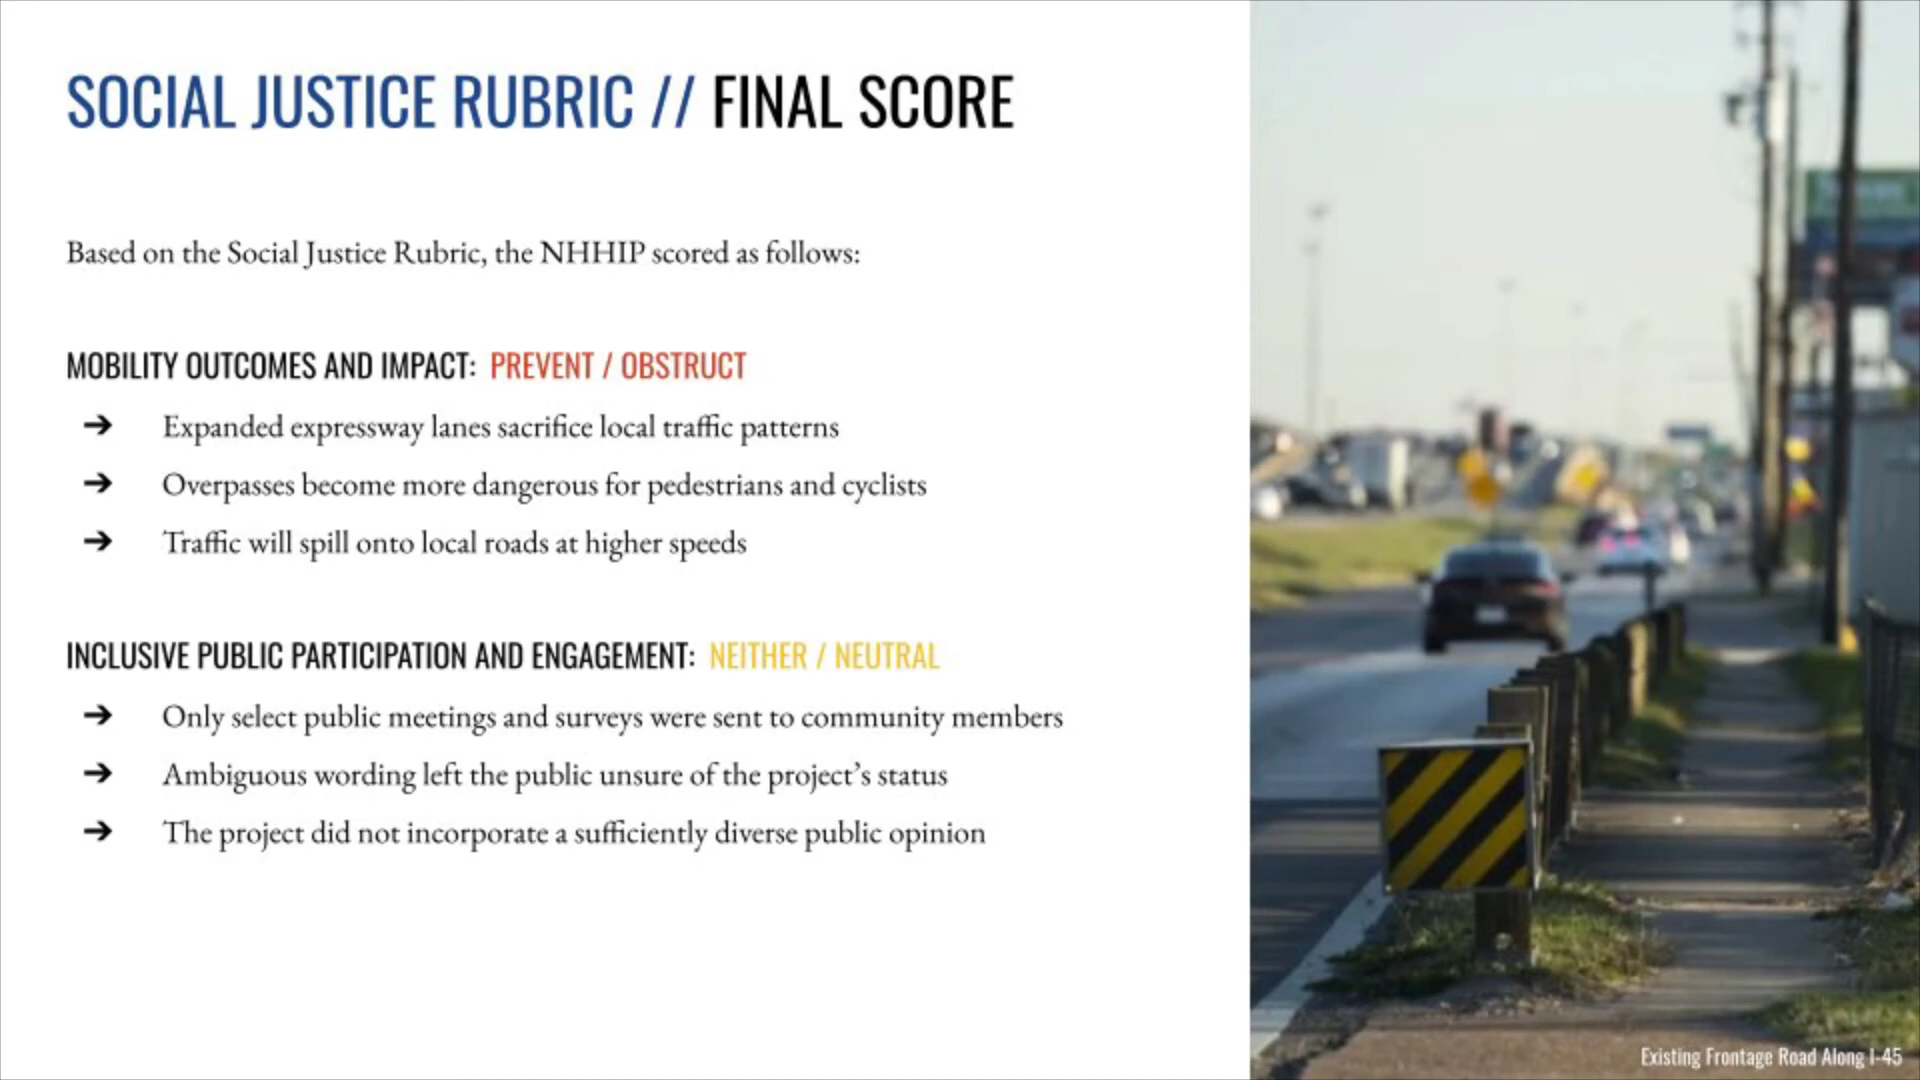 SOCIAL JUSTICE RUBRIC // FINAL SCORE
Based on the Social Justice Rubric, the NHHIP scored as follows:
MOBILITY OUTCOMES AND IMPACT: PREVENT / OBSTRUCT
➔ Expanded expressway lanes sacrifice local traffic patterns
➔ Overpasses become more dangerous for pedestrians and cyclists
➔ Traffic will spill onto local roads at higher speeds
INCLUSIVE PUBLIC PARTICIPATION AND ENGAGEMENT: NEITHER / NEUTRAL
➔ Only select public meetings and surveys were sent to community members
➔ Ambiguous wording left the public unsure of the project’s status
➔ The project did not incorporate a sufficiently diverse public opinion
Existing Frontage Road Along I-45